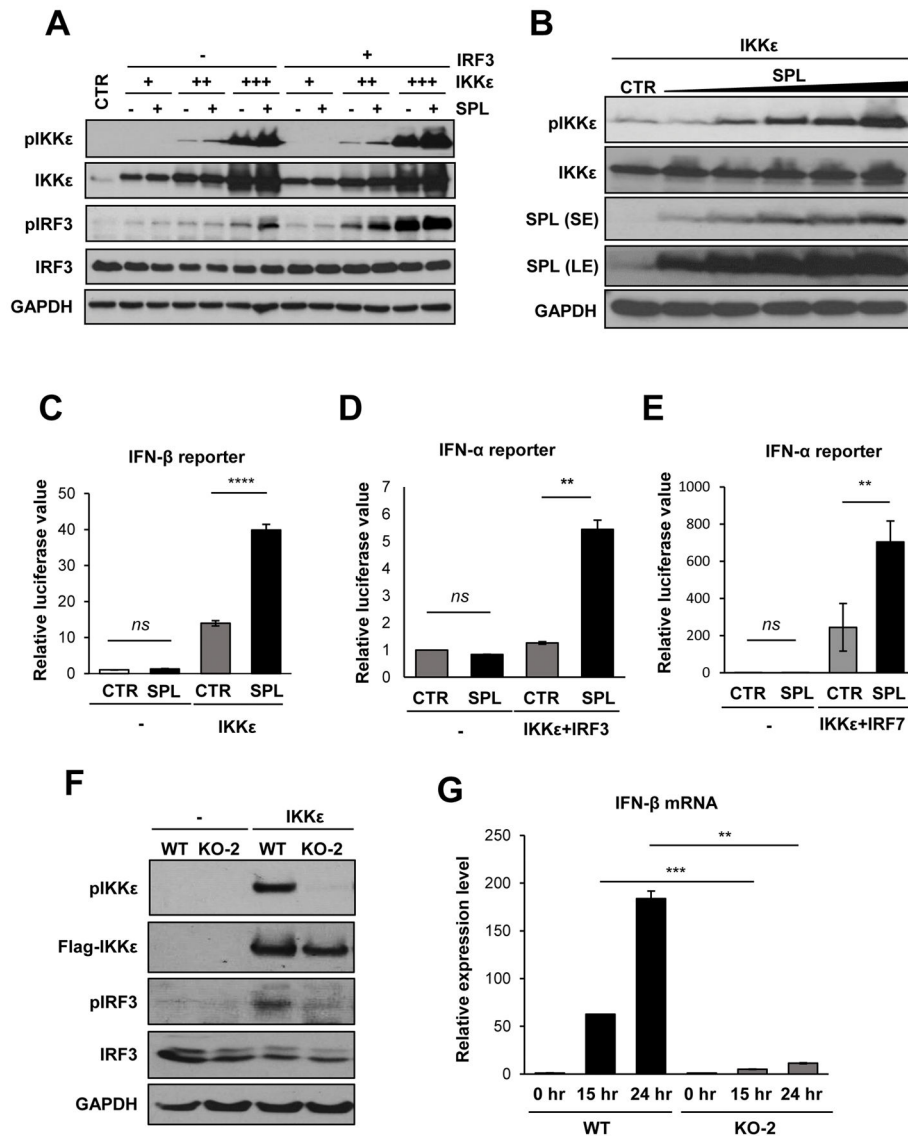 A
- + IRF3
CTR + ++ +++ + ++ +++ IKKε
- + - + - + - + - + - + SPL
pIKKε
IKKε
pIRF3
IRF3
GAPDH
B
IKKε
CTR SPL
pIKKε
IKKε
SPL (SE)
SPL (LE)
GAPDH
C
IFN-β reporter
Relative luciferase value
50
40
30
20
10
0
ns
****
CTR SPL CTR SPL
- IKKε
D
IFN-α reporter
Relative luciferase value
7
6
5
4
3
2
1
0
ns
**
CTR SPL CTR SPL
- IKKε+IRF3
E
IFN-α reporter
Relative luciferase value
1000
800
600
400
200
0
ns
**
CTR SPL CTR SPL
- IKKε+IRF7
F
- IKKε
WT KO-2 WT KO-2
pIKKε
Flag-IKKε
pIRF3
IRF3
GAPDH
G
IFN-β mRNA
Relative expression level
250
200
150
100
50
0
**
***
0 hr 15 hr 24 hr 0 hr 15 hr 24 hr
WT KO-2